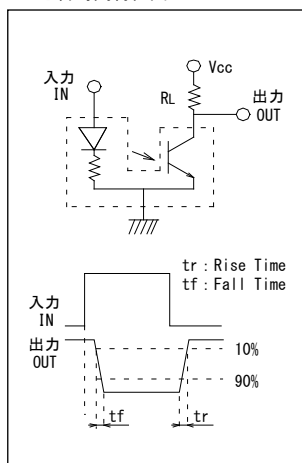 入力
IN
Vcc
RL
出力
OUT
tr : Rise Time
tf : Fall Time
入力
IN
出力
OUT
10%
90%
tf
tr